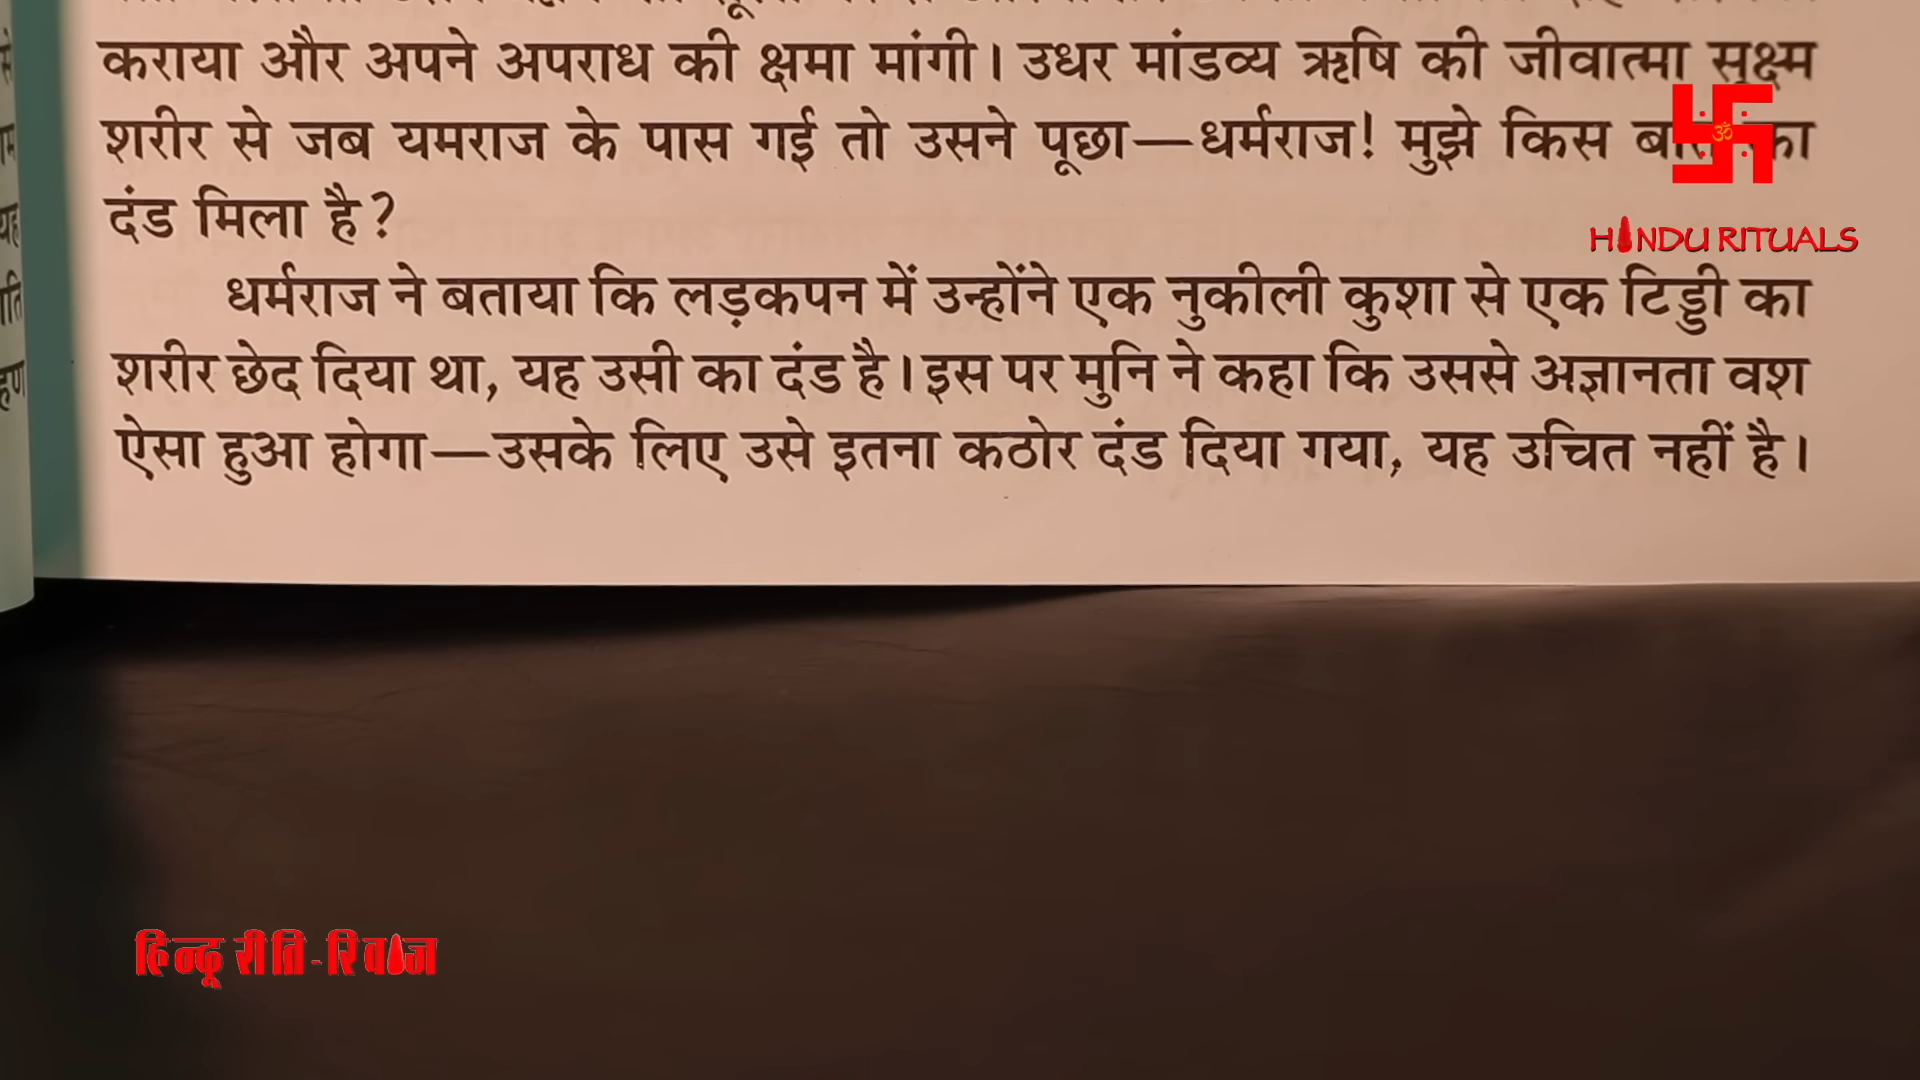 कराया और अपने अपराध की क्षमा मांगी। उधर मांडव्य ऋषि की जीवात्मा सूक्ष्म
शरीर से जब यमराज के पास गई तो उसने पूछा—धर्मराज! मुझे किस बात का
दंड मिला है?
HINDU RITUALS
धर्मराज ने बताया कि लड़कपन में उन्होंने एक नुकीली कुशा से एक टिड्डी का
शरीर छेद दिया था, यह उसी का दंड है। इस पर मुनि ने कहा कि उससे अज्ञानता वश
ऐसा हुआ होगा—उसके लिए उसे इतना कठोर दंड दिया गया, यह उचित नहीं है।
हिन्दू रीति-रिवाज